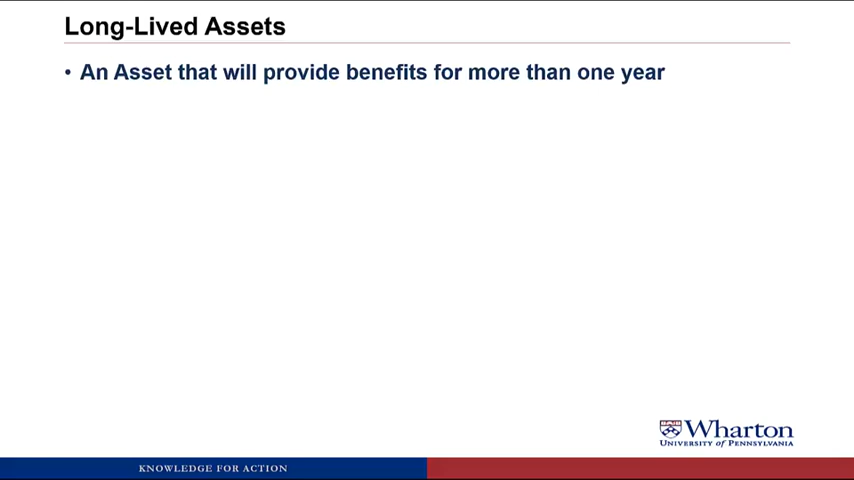 Long-Lived Assets
• An Asset that will provide benefits for more than one year
Wharton
UNIVERSITY of PENNSYLVANIA
KNOWLEDGE FOR ACTION